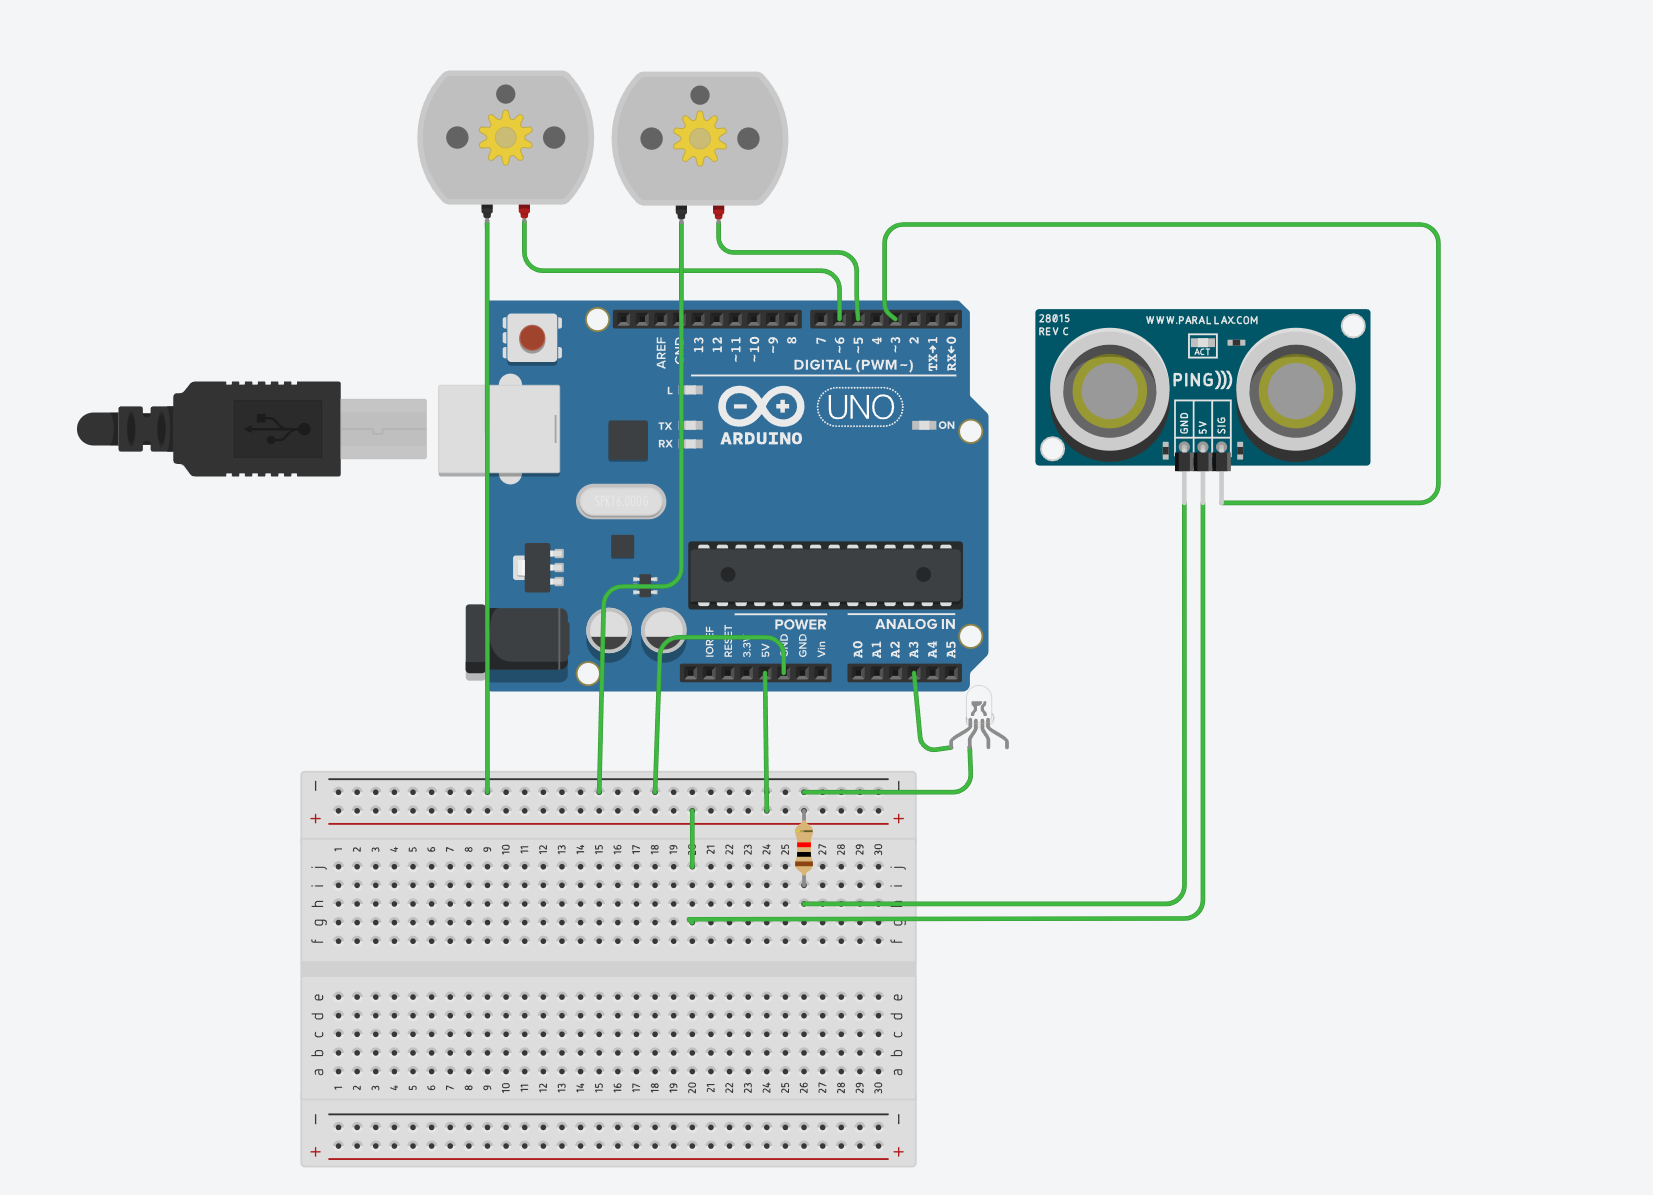 28015
REV C
WWW.PARALLAX.COM
ACT
PING)))
GND
5V
SIG
AREF
GND
13
12
~11
~10
~9
8
7
~6
~5
4
~3
2
TX→1
RX←0
DIGITAL (PWM~)
L
TX
RX
UNO
ARDUINO
ON
SPK16.000G
POWER
ANALOG IN
IOREF
RESET
3.3V
5V
GND
GND
Vin
A0
A1
A2
A3
A4
A5
− −
+ +
1 2 3 4 5 6 7 8 9 10 11 12 13 14 15 16 17 18 19 20 21 22 23 24 25 26 27 28 29 30
j j
i i
h h
g g
f f
e e
d d
c c
b b
a a
1 2 3 4 5 6 7 8 9 10 11 12 13 14 15 16 17 18 19 20 21 22 23 24 25 26 27 28 29 30
− −
+ +